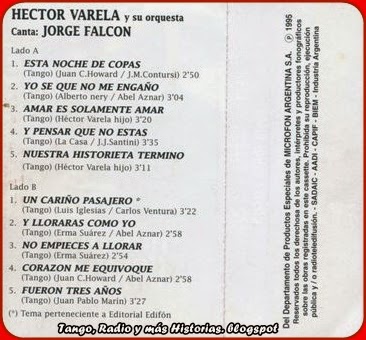 HECTOR VARELA y su orquesta
Canta: JORGE FALCON
Lado A
1. ESTA NOCHE DE COPAS
(Tango) (Juan C.Howard / J.M.Contursi) 2'50
2. YO SE QUE NO ME ENGAÑO
(Tango) (Alberto nery / Abel Aznar) 3'04
3. AMAR ES SOLAMENTE AMAR
(Tango) (Héctor Varela hijo) 3'20
4. Y PENSAR QUE NO ESTAS
(Tango) (La Casa / J.J.Santini) 3'35
5. NUESTRA HISTORIETA TERMINO
(Tango) (Héctor Varela hijo) 3'11
Lado B
1. UN CARIÑO PASAJERO *
(Tango) (Luis Iglesias / Carlos Ventura) 3'22
2. Y LLORARAS COMO YO
(Tango) (Erma Suárez / Abel Aznar) 2'58
3. NO EMPIECES A LLORAR
(Tango) (Erma Suárez) 2'54
4. CORAZON ME EQUIVOQUE
(Tango) (Juan C.Howard / Abel Aznar) 2'58
5. FUERON TRES AÑOS
(Tango) (Juan Pablo Marin) 3'27
(*) Tema perteneciente a Editorial Edifón
Del Departamento de Productos Especiales de MICROFON ARGENTINA S.A. ℗ 1995
Reservados todos los derechos de los autores, intérpretes y productores fonográficos
sobre las obras registradas en este cassette. Prohibida su reproducción, ejecución
pública y / o radioteledifusión. - SADAIC - AADI - CAPIF - BIEM - Industria Argentina
Tango, Radio y más Historias. blogspot